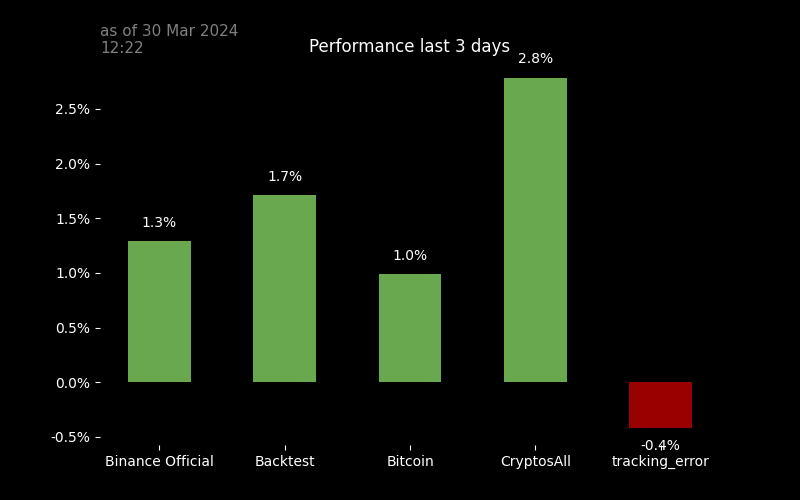 as of 30 Mar 2024
12:22
Performance last 3 days
2.8%
2.5%
2.0%
1.7%
1.5%
1.3%
1.0%
1.0%
0.5%
0.0%
-0.5%
-0.4%
Binance Official
Backtest
Bitcoin
CryptosAll
tracking_error